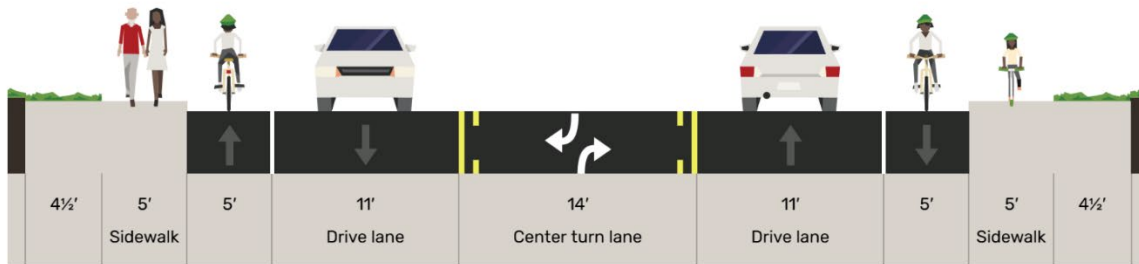 4½′ 5′ 5′ 11′ 14′ 11′ 5′ 5′ 4½′
Sidewalk Drive lane Center turn lane Drive lane Sidewalk